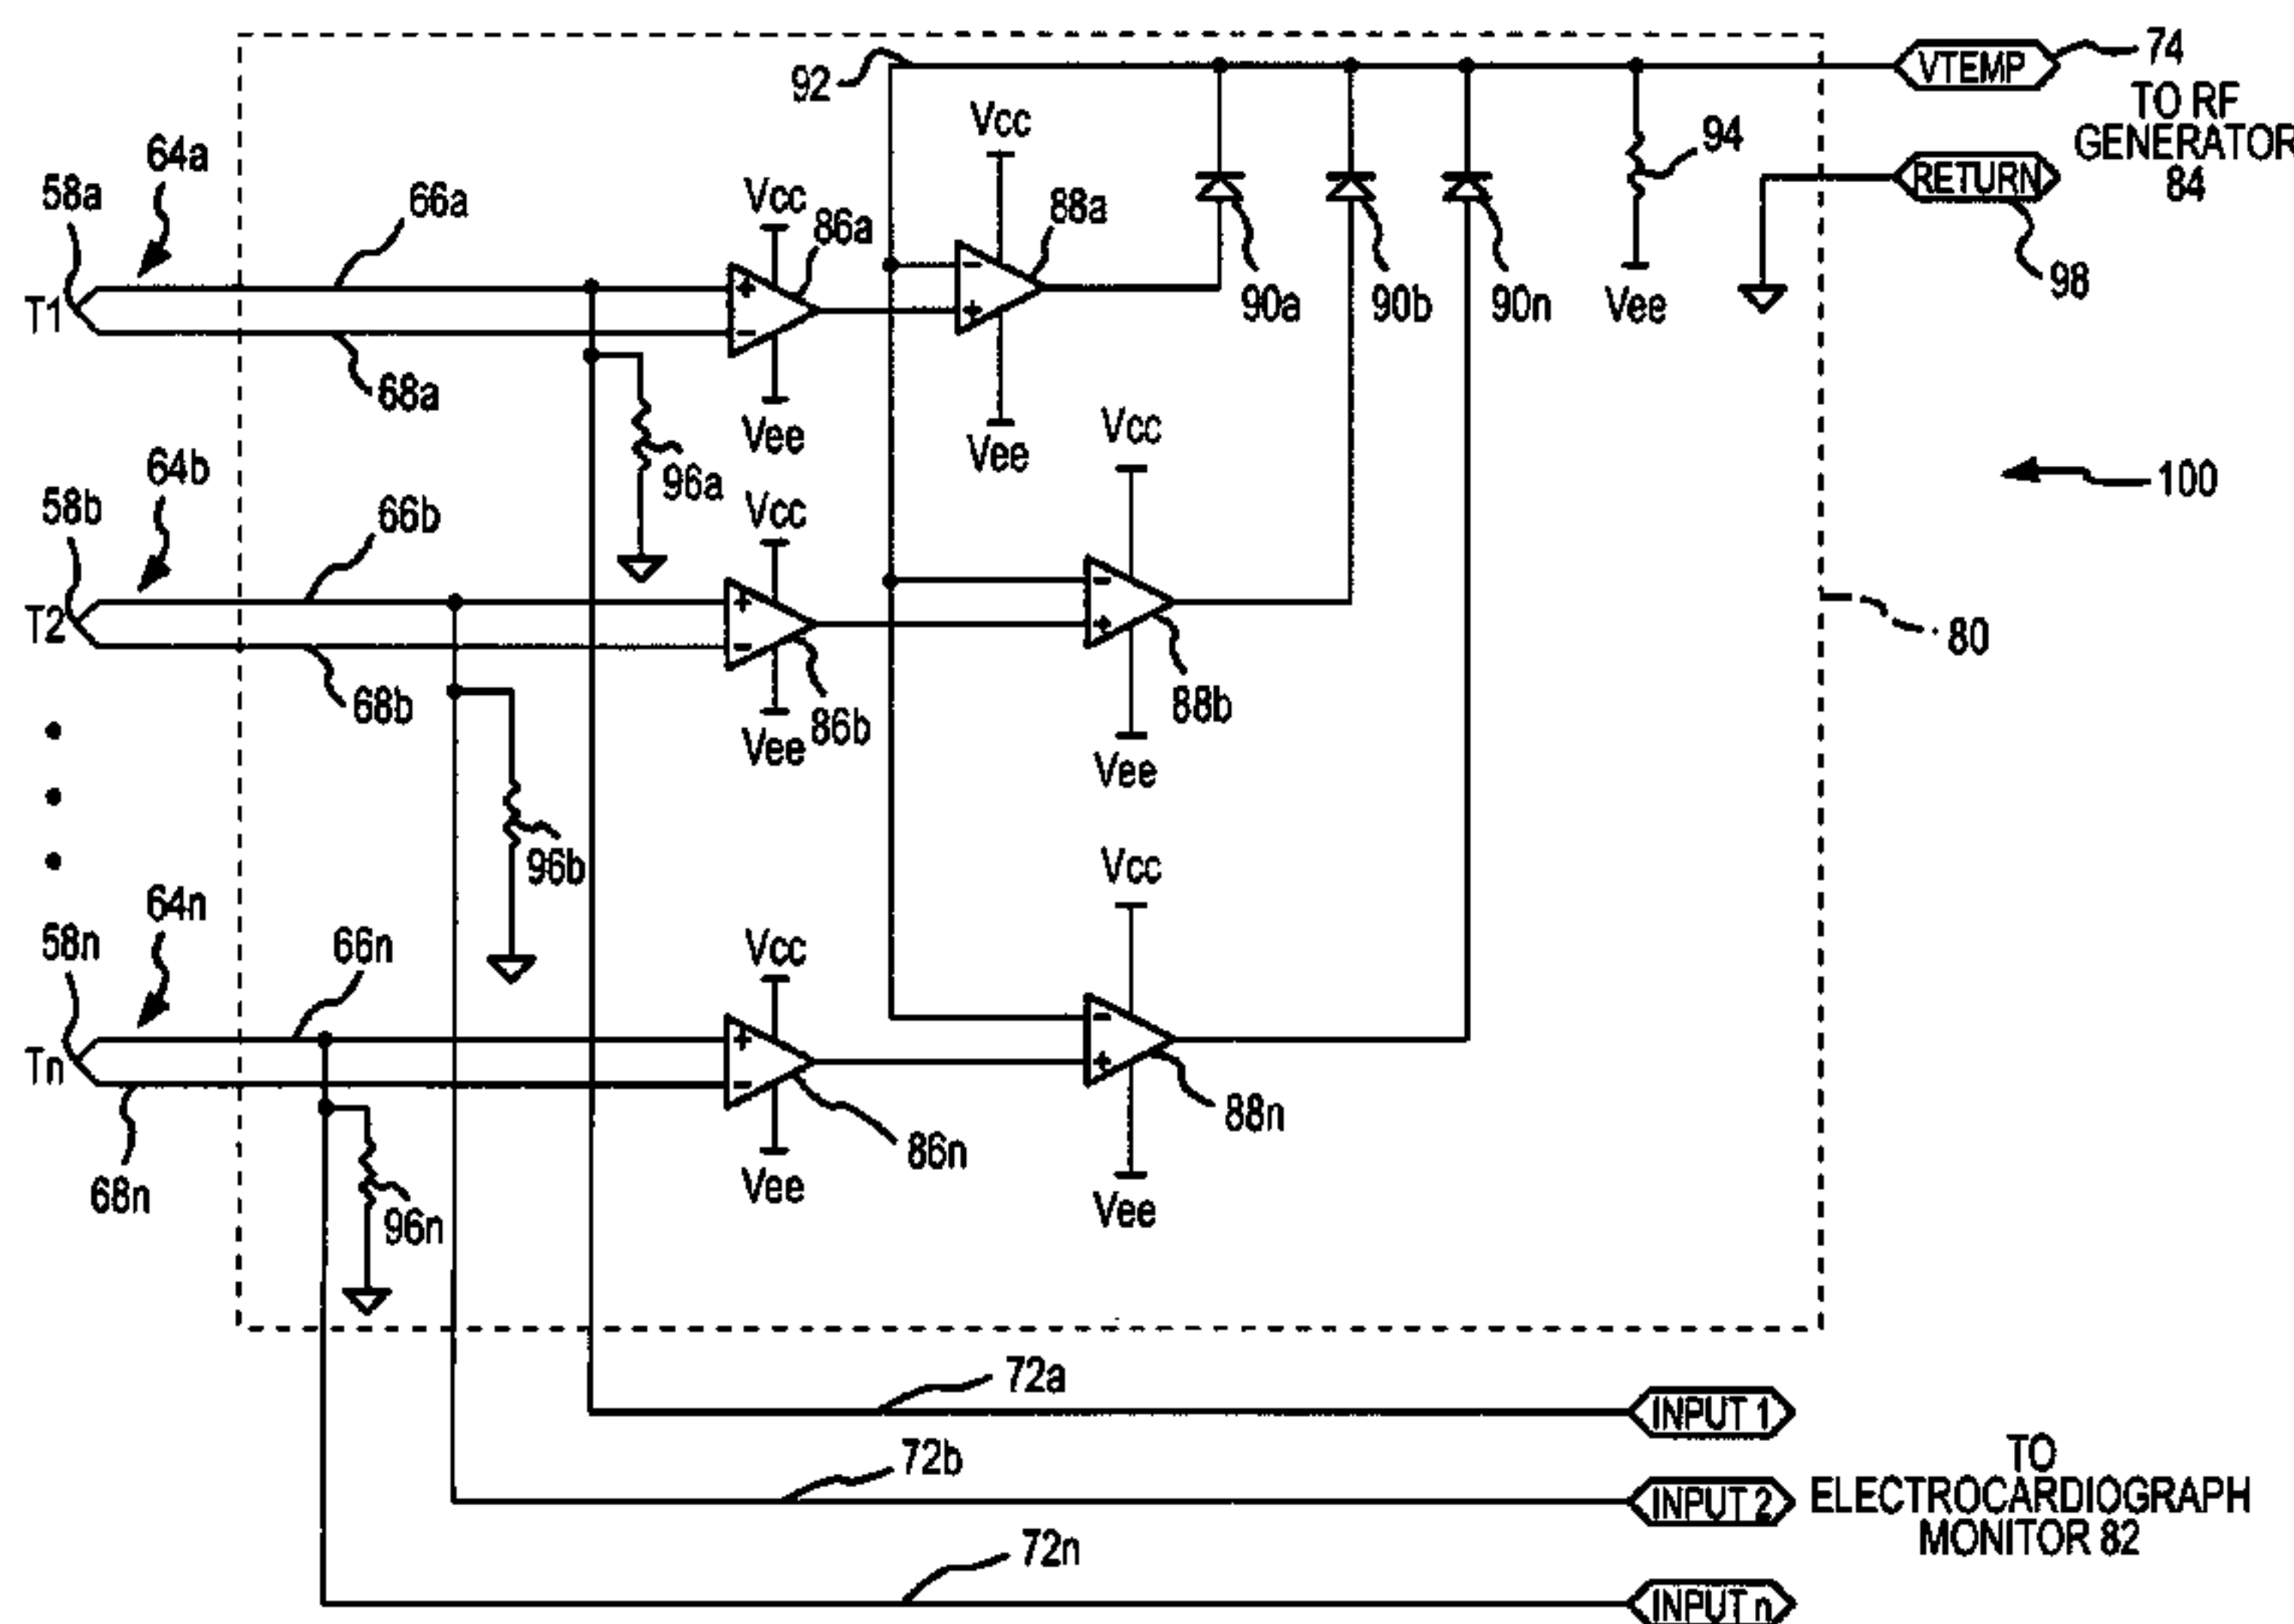 92
VTEMP
74
TO RF
GENERATOR
84
RETURN
98
94
Vee
Vcc
64a
58a
66a
Vcc
86a
88a
90a
90b
90n
T1
+
-
-
+
68a
Vee
Vee
96a
Vcc
100
64b
58b
66b
Vcc
T2
+
-
-
+
80
68b
Vee
86b
88b
Vee
96b
Vcc
64n
58n
66n
Vcc
Tn
+
-
-
+
68n
Vee
86n
88n
Vee
96n
72a
INPUT 1
72b
INPUT 2
TO
ELECTROCARDIOGRAPH
MONITOR 82
72n
INPUT n